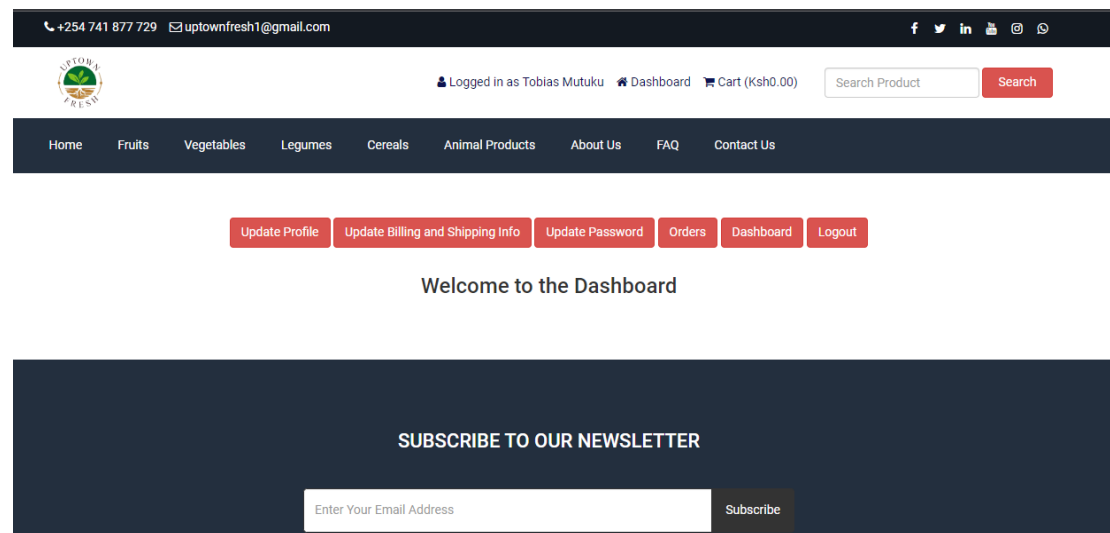 +254 741 877 729 uptownfresh1@gmail.com
UPTOWN
FRESH
Logged in as Tobias Mutuku Dashboard Cart (Ksh0.00) Search Product Search
Home Fruits Vegetables Legumes Cereals Animal Products About Us FAQ Contact Us
Update Profile Update Billing and Shipping Info Update Password Orders Dashboard Logout
Welcome to the Dashboard
SUBSCRIBE TO OUR NEWSLETTER
Enter Your Email Address Subscribe